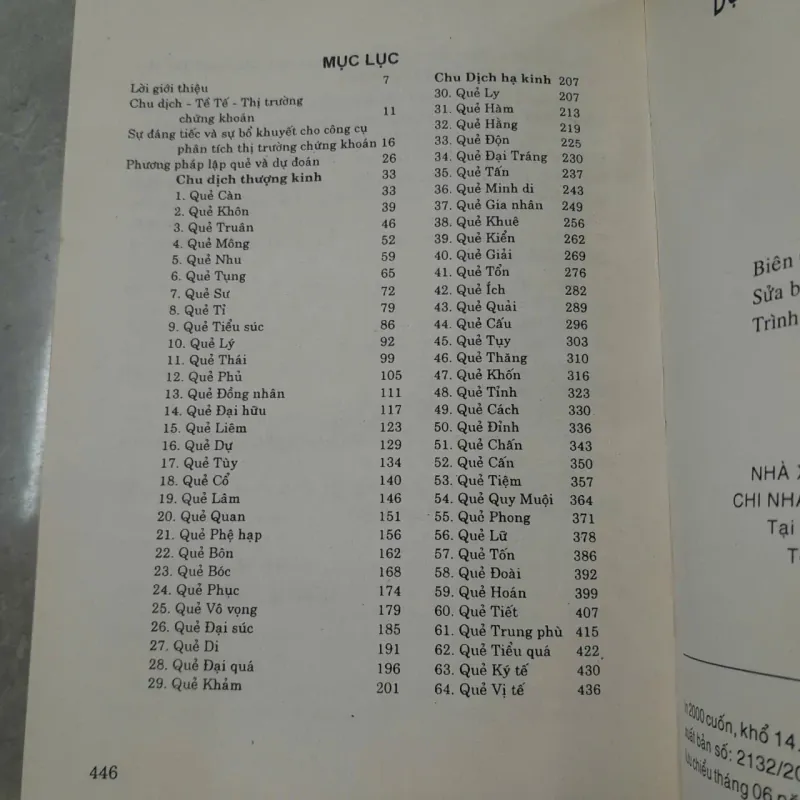 MỤC LỤC
Lời giới thiệu 7
Chu dịch - Tề Tế - Thị trường
chứng khoán 11
Sự đáng tiếc và sự bổ khuyết cho công cụ
phân tích thị trường chứng khoán 16
Phương pháp lập quẻ và dự đoán 26
Chu dịch thượng kinh 33
1. Quẻ Càn 33
2. Quẻ Khôn 39
3. Quẻ Truân 46
4. Quẻ Mông 52
5. Quẻ Nhu 59
6. Quẻ Tụng 65
7. Quẻ Sư 72
8. Quẻ Tỉ 79
9. Quẻ Tiểu súc 86
10. Quẻ Lý 92
11. Quẻ Thái 99
12. Quẻ Phủ 105
13. Quẻ Đồng nhân 111
14. Quẻ Đại hữu 117
15. Quẻ Liêm 123
16. Quẻ Dự 129
17. Quẻ Tùy 134
18. Quẻ Cổ 140
19. Quẻ Lâm 146
20. Quẻ Quan 151
21. Quẻ Phệ hạp 156
22. Quẻ Bôn 162
23. Quẻ Bóc 168
24. Quẻ Phục 174
25. Quẻ Vô vọng 179
26. Quẻ Đại súc 185
27. Quẻ Di 191
28. Quẻ Đại quá 196
29. Quẻ Khảm 201
Chu Dịch hạ kinh 207
30. Quẻ Ly 207
31. Quẻ Hàm 213
32. Quẻ Hằng 219
33. Quẻ Độn 225
34. Quẻ Đại Tráng 230
35. Quẻ Tấn 237
36. Quẻ Minh di 243
37. Quẻ Gia nhân 249
38. Quẻ Khuê 256
39. Quẻ Kiển 262
40. Quẻ Giải 269
41. Quẻ Tổn 276
42. Quẻ Ích 282
43. Quẻ Quải 289
44. Quẻ Cấu 296
45. Quẻ Tụy 303
46. Quẻ Thăng 310
47. Quẻ Khốn 316
48. Quẻ Tỉnh 323
49. Quẻ Cách 330
50. Quẻ Đỉnh 336
51. Quẻ Chấn 343
52. Quẻ Cấn 350
53. Quẻ Tiệm 357
54. Quẻ Quy Muội 364
55. Quẻ Phong 371
56. Quẻ Lữ 378
57. Quẻ Tốn 386
58. Quẻ Đoài 392
59. Quẻ Hoán 399
60. Quẻ Tiết 407
61. Quẻ Trung phù 415
62. Quẻ Tiểu quá 422
63. Quẻ Ký tế 430
64. Quẻ Vị tế 436
446
Biên
Sửa b
Trình
NHÀ X
CHI NHÁ
Tại
T
2000 cuốn, khổ 14
bản số: 2132/20
chiểu tháng 06